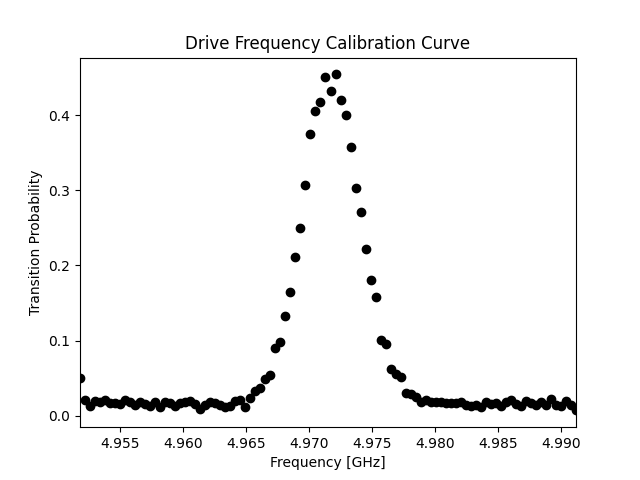 Drive Frequency Calibration Curve
Transition Probability
0.4
0.3
0.2
0.1
0.0
4.955 4.960 4.965 4.970 4.975 4.980 4.985 4.990
Frequency [GHz]